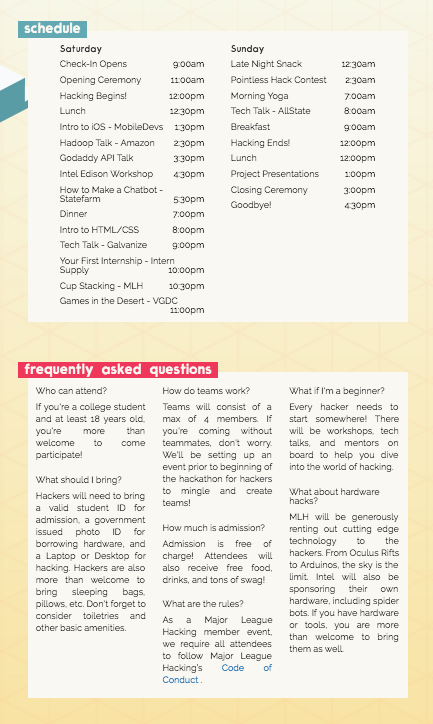 schedule
Saturday
Check-In Opens 9:00am
Opening Ceremony 11:00am
Hacking Begins! 12:00pm
Lunch 12:30pm
Intro to iOS - MobileDevs 1:30pm
Hadoop Talk - Amazon 2:30pm
Godaddy API Talk 3:30pm
Intel Edison Workshop 4:30pm
How to Make a Chatbot -
Statefarm 5:30pm
Dinner 7:00pm
Intro to HTML/CSS 8:00pm
Tech Talk - Galvanize 9:00pm
Your First Internship - Intern
Supply 10:00pm
Cup Stacking - MLH 10:30pm
Games in the Desert - VGDC
11:00pm
Sunday
Late Night Snack 12:30am
Pointless Hack Contest 2:30am
Morning Yoga 7:00am
Tech Talk - AllState 8:00am
Breakfast 9:00am
Hacking Ends! 12:00pm
Lunch 12:00pm
Project Presentations 1:00pm
Closing Ceremony 3:00pm
Goodbye! 4:30pm
frequently asked questions
Who can attend?
If you're a college student
and at least 18 years old,
you're more than
welcome to come
participate!
What should I bring?
Hackers will need to bring
a valid student ID for
admission, a government
issued photo ID for
borrowing hardware, and
a Laptop or Desktop for
hacking. Hackers are also
more than welcome to
bring sleeping bags,
pillows, etc. Don't forget to
consider toiletries and
other basic amenities.
How do teams work?
Teams will consist of a
max of 4 members. If
you're coming without
teammates, don't worry.
We'll be setting up an
event prior to beginning of
the hackathon for hackers
to mingle and create
teams!
How much is admission?
Admission is free of
charge! Attendees will
also receive free food,
drinks, and tons of swag!
What are the rules?
As a Major League
Hacking member event,
we require all attendees
to follow Major League
Hacking's Code of
Conduct .
What if I'm a beginner?
Every hacker needs to
start somewhere! There
will be workshops, tech
talks, and mentors on
board to help you dive
into the world of hacking.
What about hardware
hacks?
MLH will be generously
renting out cutting edge
technology to the
hackers. From Oculus Rifts
to Arduinos, the sky is the
limit. Intel will also be
sponsoring their own
hardware, including spider
bots. If you have hardware
or tools, you are more
than welcome to bring
them as well.